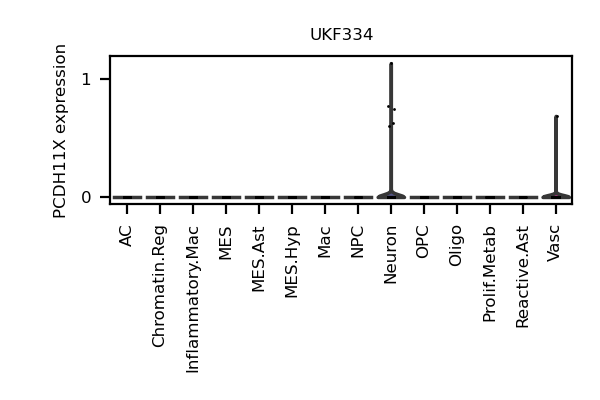 UKF334
PCDH11X expression
1
0
AC
Chromatin.Reg
Inflammatory.Mac
MES
MES.Ast
MES.Hyp
Mac
NPC
Neuron
OPC
Oligo
Prolif.Metab
Reactive.Ast
Vasc